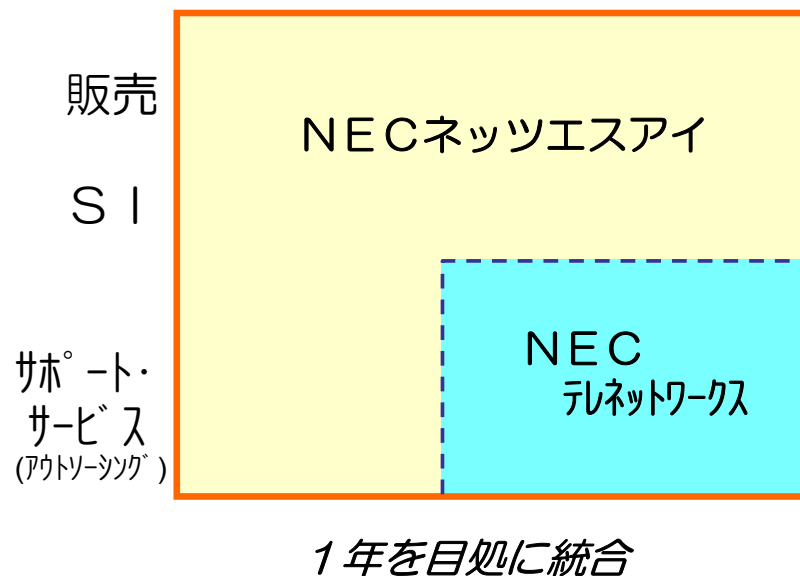 販売
ＮＥＣネッツエスアイ
ＳＩ
ＮＥＣ
ﾃﾚﾈｯﾄﾜｰｸｽ
ｻﾎﾟｰﾄ・
ｻｰﾋﾞｽ
(ｱｳﾄｿｰｼﾝｸﾞ)
１年を目処に統合